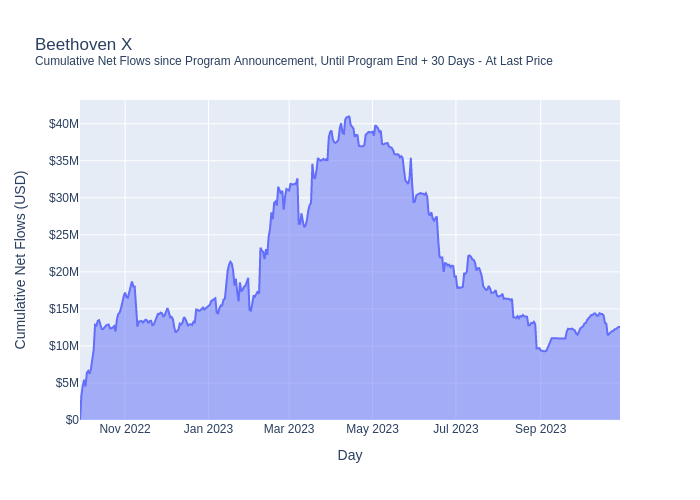 Beethoven X
Cumulative Net Flows since Program Announcement, Until Program End + 30 Days - At Last Price
Cumulative Net Flows (USD)
$40M
$35M
$30M
$25M
$20M
$15M
$10M
$5M
$0
Nov 2022
Jan 2023
Mar 2023
May 2023
Jul 2023
Sep 2023
Day